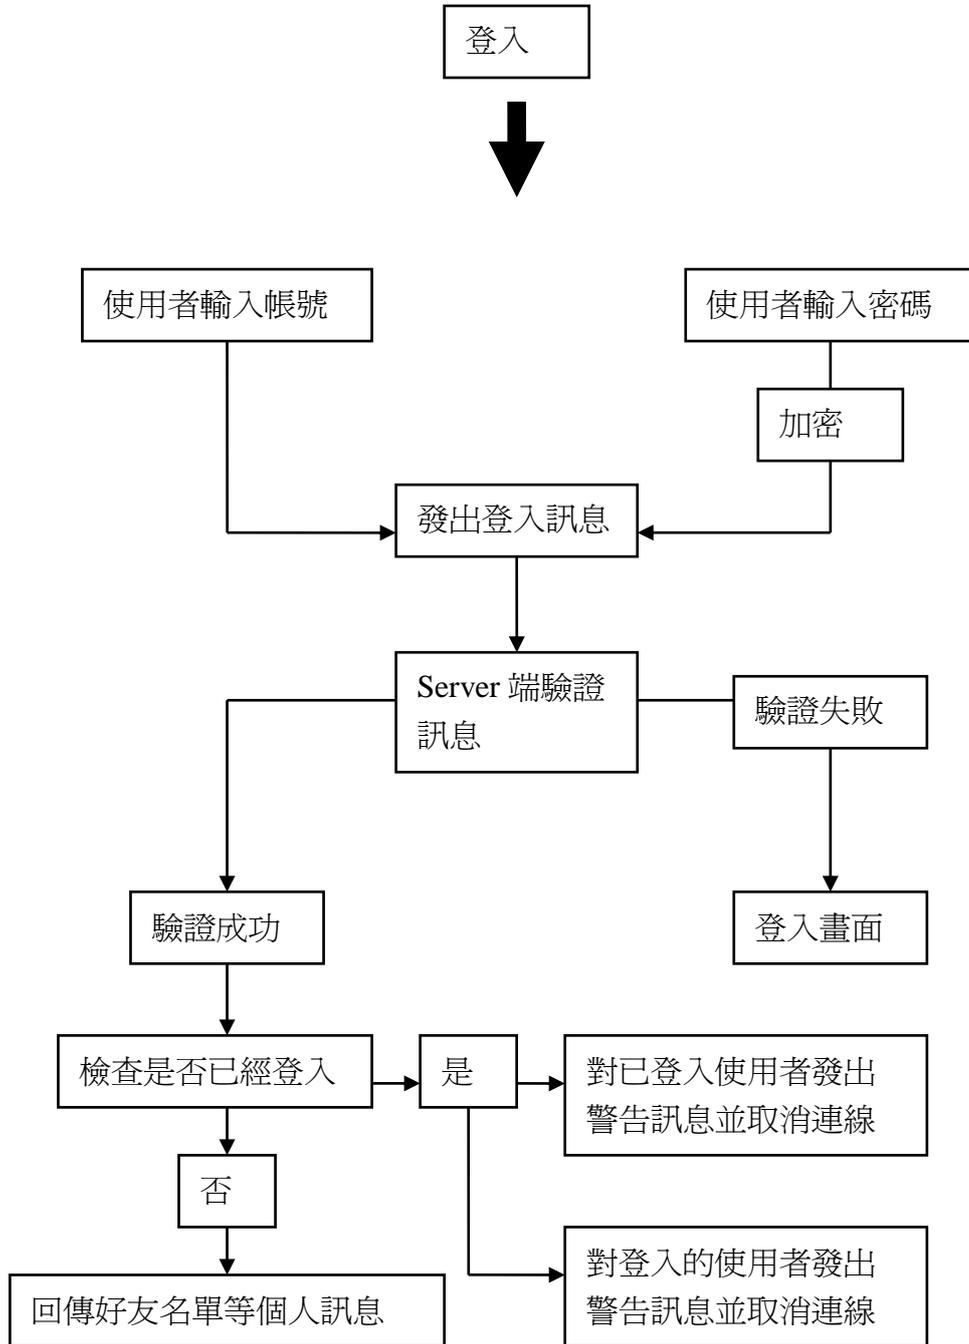 登入
使用者輸入帳號
使用者輸入密碼
加密
發出登入訊息
Server 端驗證
訊息
驗證失敗
驗證成功
登入畫面
檢查是否已經登入
是
對已登入使用者發出
警告訊息並取消連線
否
對登入的使用者發出
警告訊息並取消連線
回傳好友名單等個人訊息